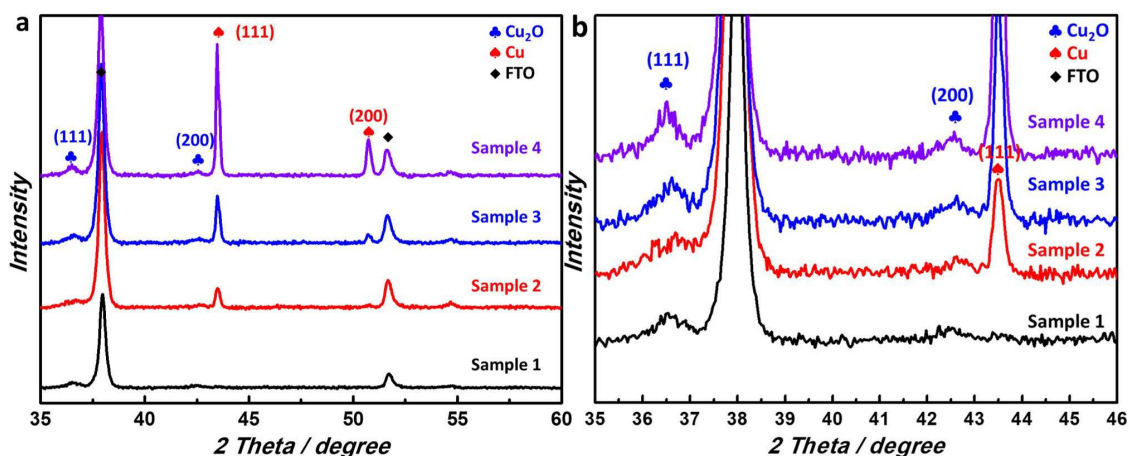 a
(111)
♣ Cu₂O
♠ Cu
◆ FTO
(111)
(200)
(200)
Sample 4
Sample 3
Sample 2
Sample 1
Intensity
35 40 45 50 55 60
2 Theta / degree
b
(111)
♣ Cu₂O
♠ Cu
◆ FTO
(200)
Sample 4
(111)
Sample 3
Sample 2
Sample 1
Intensity
35 36 37 38 39 40 41 42 43 44 45 46
2 Theta / degree